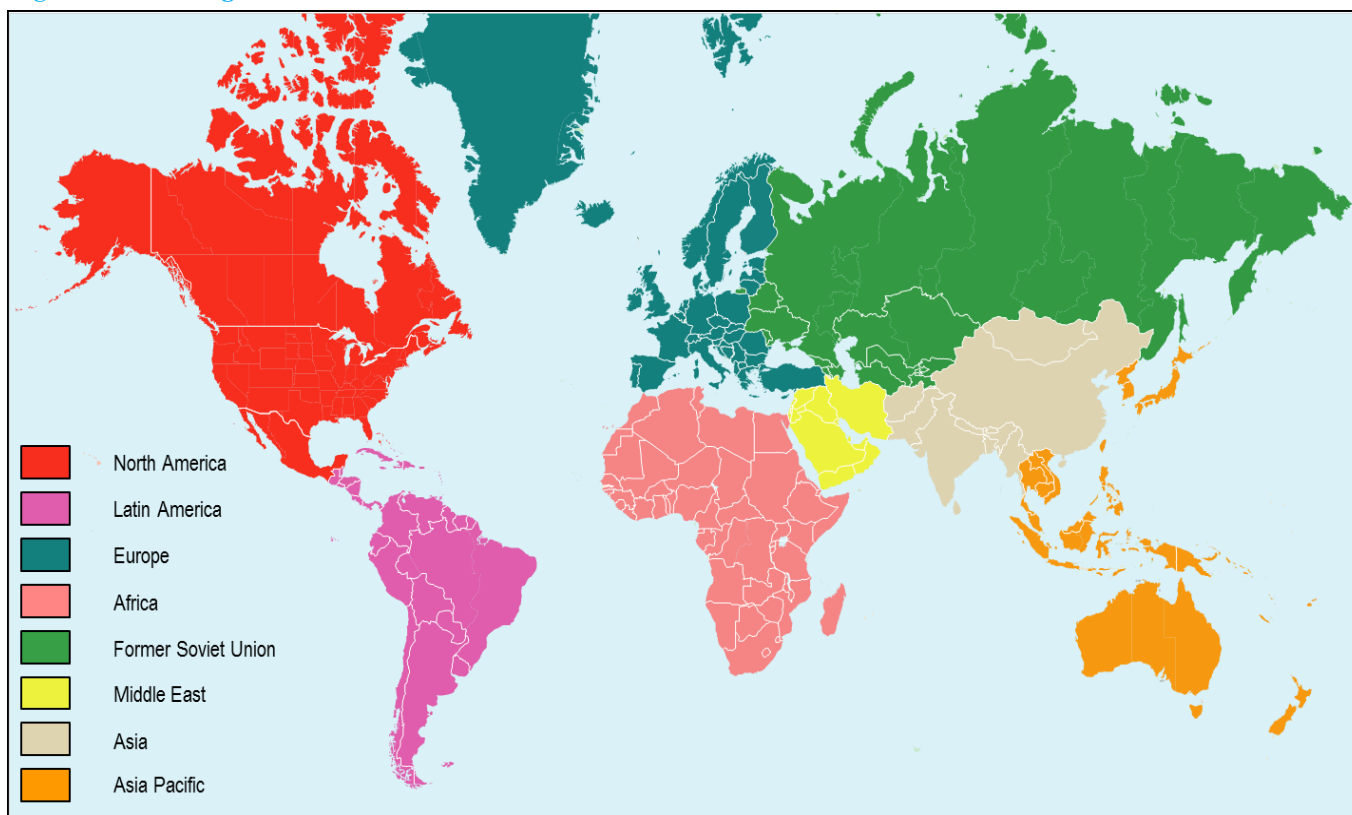 North America
Latin America
Europe
Africa
Former Soviet Union
Middle East
Asia
Asia Pacific